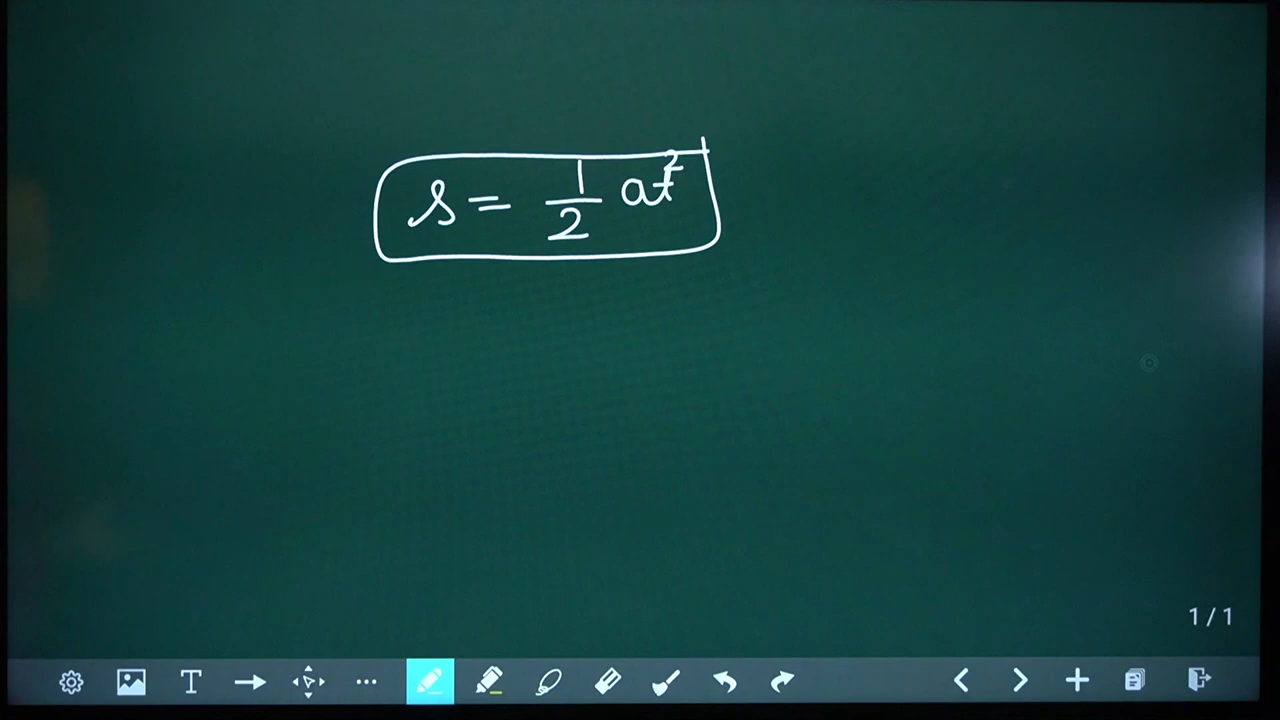 s = 1/2 at²
1 / 1
T